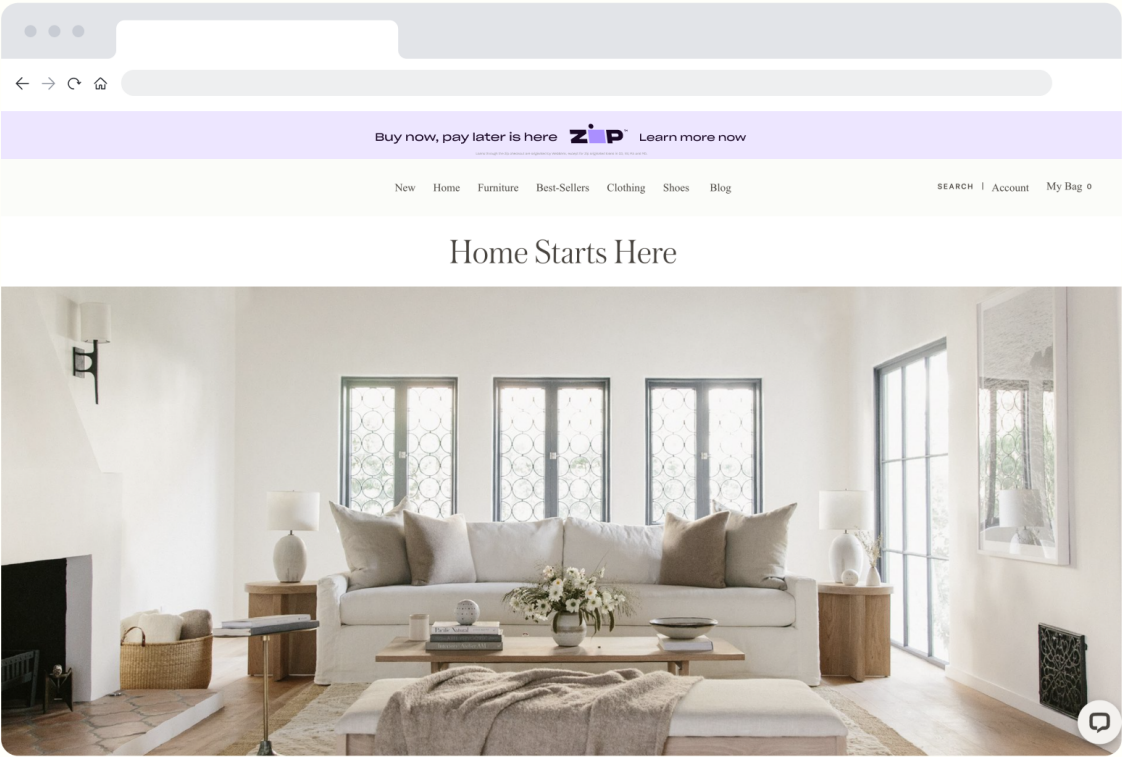 Buy now, pay later is here zip Learn more now
New Home Furniture Best-Sellers Clothing Shoes Blog SEARCH | Account My Bag 0
Home Starts Here